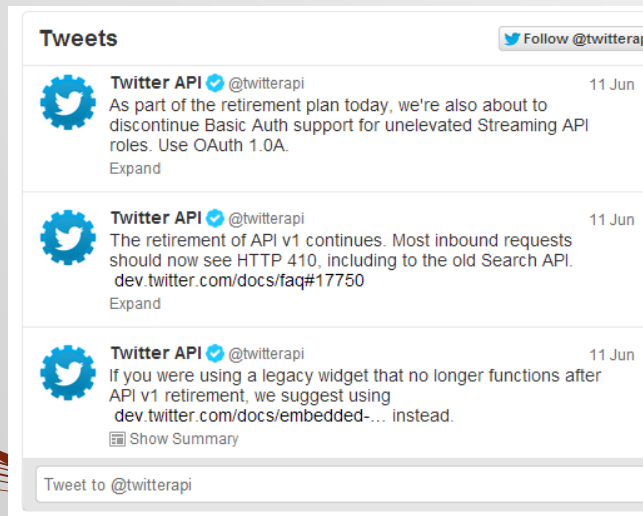 Tweets
Follow @twitterap
Twitter API @twitterapi 11 Jun
As part of the retirement plan today, we're also about to
discontinue Basic Auth support for unelevated Streaming API
roles. Use OAuth 1.0A.
Expand
Twitter API @twitterapi 11 Jun
The retirement of API v1 continues. Most inbound requests
should now see HTTP 410, including to the old Search API.
dev.twitter.com/docs/faq#17750
Expand
Twitter API @twitterapi 11 Jun
If you were using a legacy widget that no longer functions after
API v1 retirement, we suggest using
dev.twitter.com/docs/embedded-... instead.
Show Summary
Tweet to @twitterapi